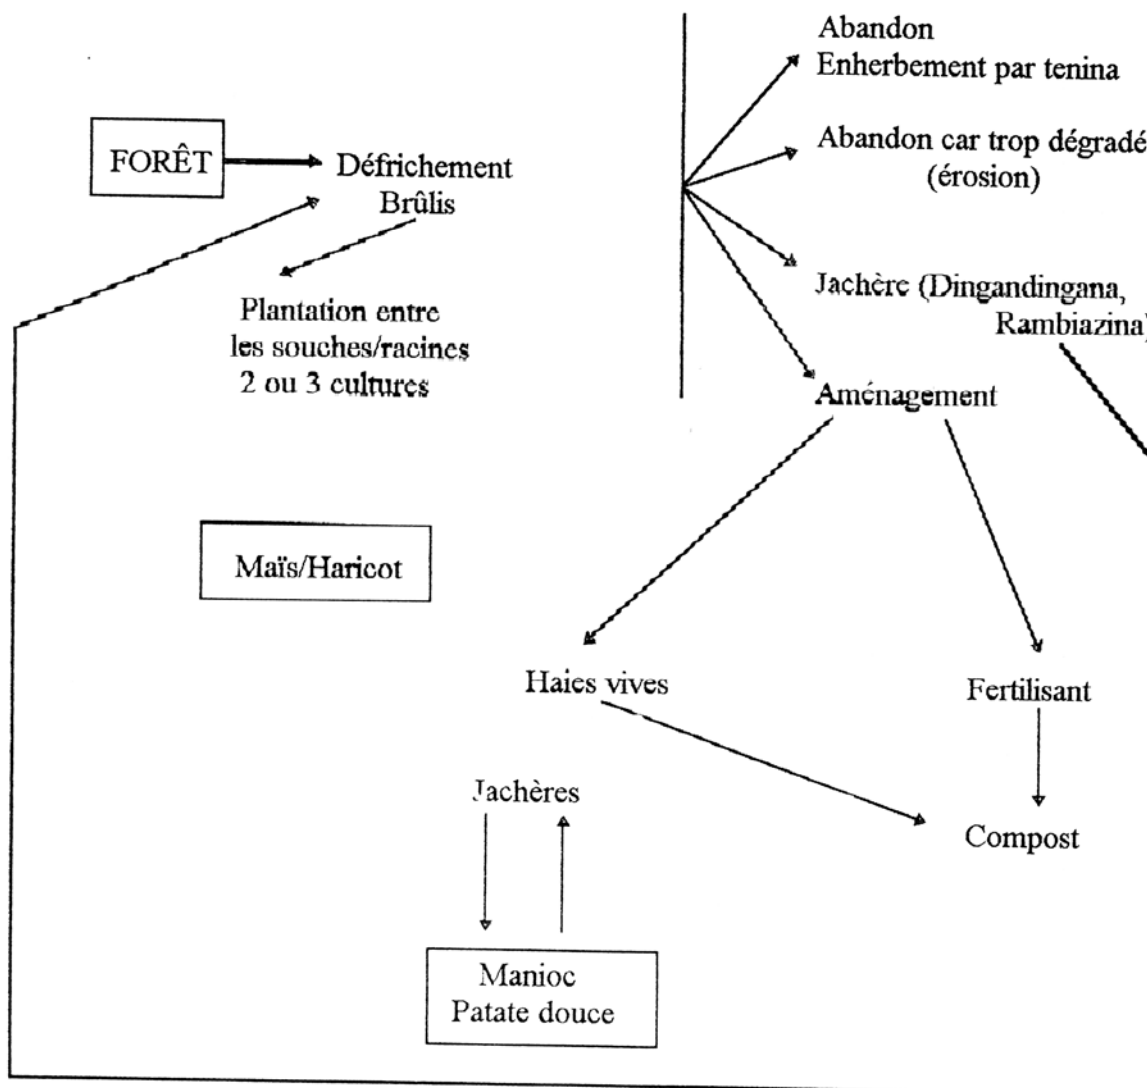 FORÊT
Défrichement
Brûlis
Plantation entre
les souches/racines
2 ou 3 cultures
Maïs/Haricot
Abandon
Enherbement par tenina
Abandon car trop dégradé
(érosion)
Jachère (Dingandingana,
Rambiazina)
Aménagement
Haies vives
Fertilisant
Compost
Jachères
Manioc
Patate douce